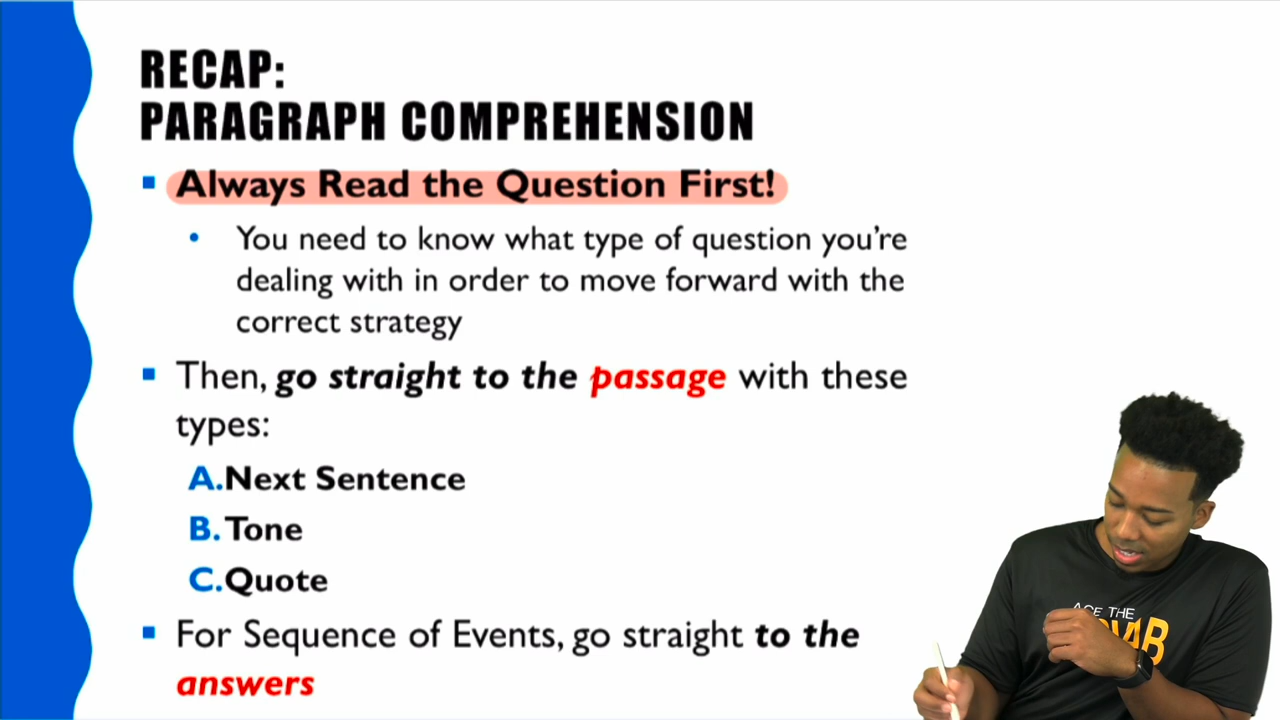 RECAP:
PARAGRAPH COMPREHENSION
▪ Always Read the Question First!
• You need to know what type of question you're
dealing with in order to move forward with the
correct strategy
▪ Then, go straight to the passage with these
types:
A.Next Sentence
B. Tone
C.Quote
▪ For Sequence of Events, go straight to the
answers
ACE THE